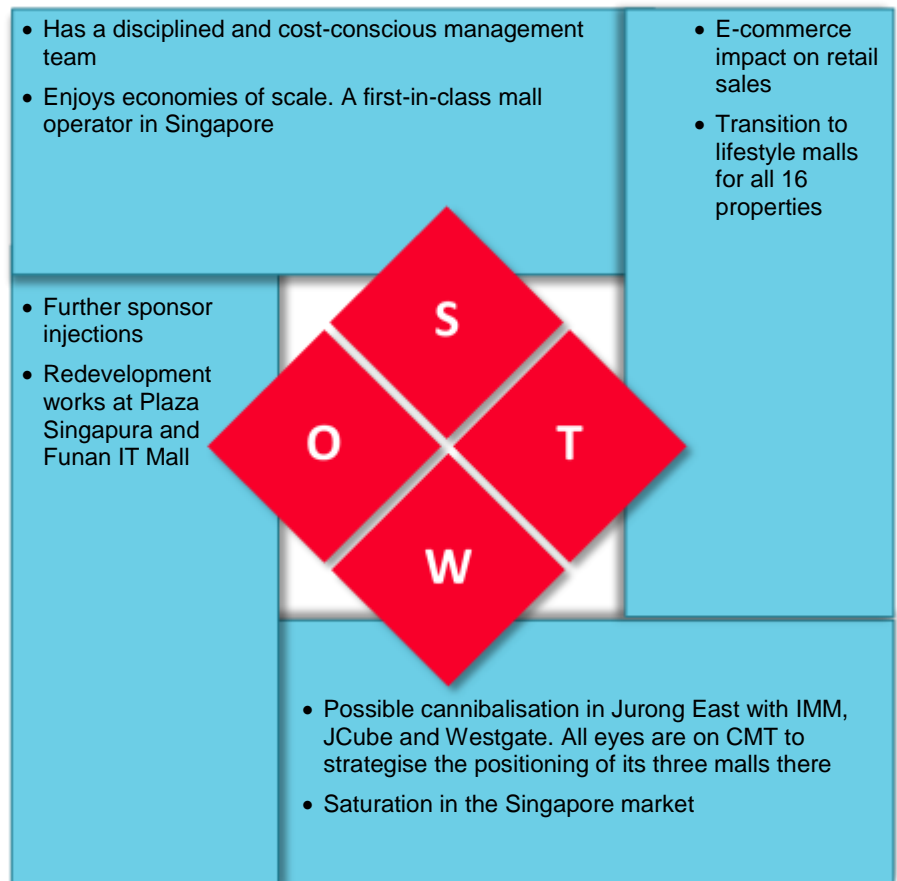 • Has a disciplined and cost-conscious management
team
• Enjoys economies of scale. A first-in-class mall
operator in Singapore
• E-commerce
impact on retail
sales
• Transition to
lifestyle malls
for all 16
properties
• Further sponsor
injections
• Redevelopment
works at Plaza
Singapura and
Funan IT Mall
S
O
T
W
• Possible cannibalisation in Jurong East with IMM,
JCube and Westgate. All eyes are on CMT to
strategise the positioning of its three malls there
• Saturation in the Singapore market